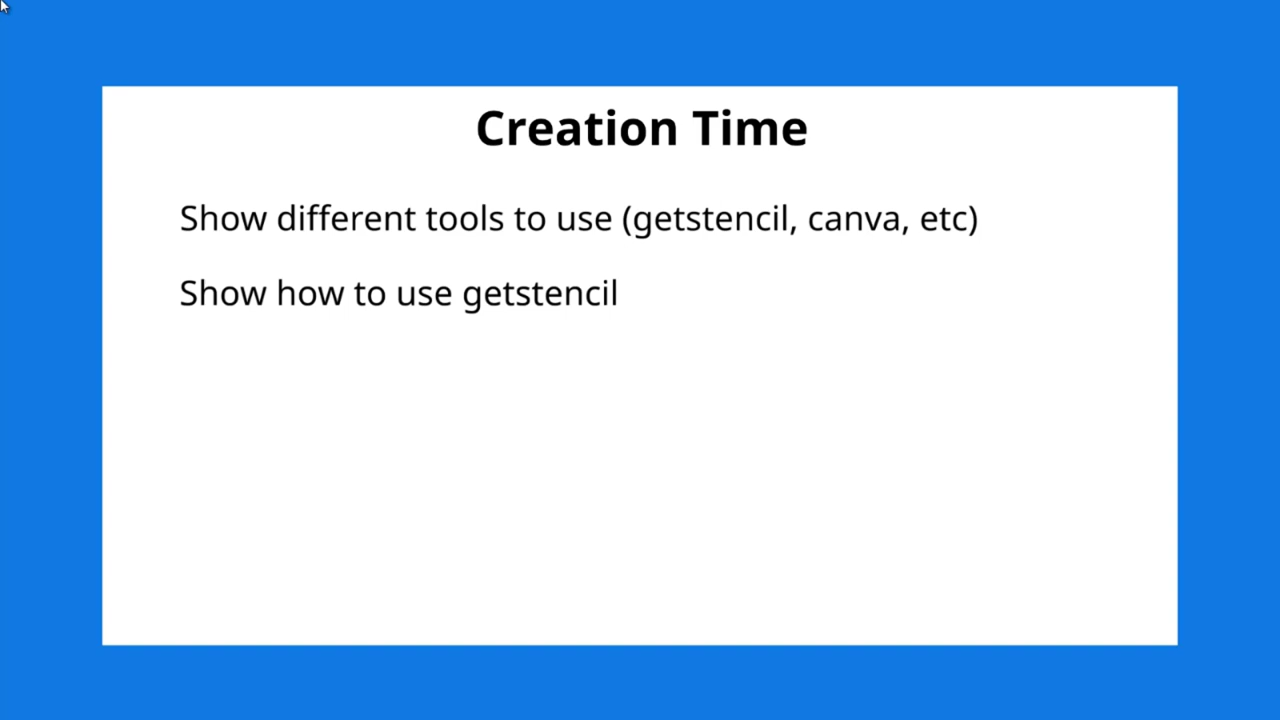 Creation Time
Show different tools to use (getstencil, canva, etc)
Show how to use getstencil